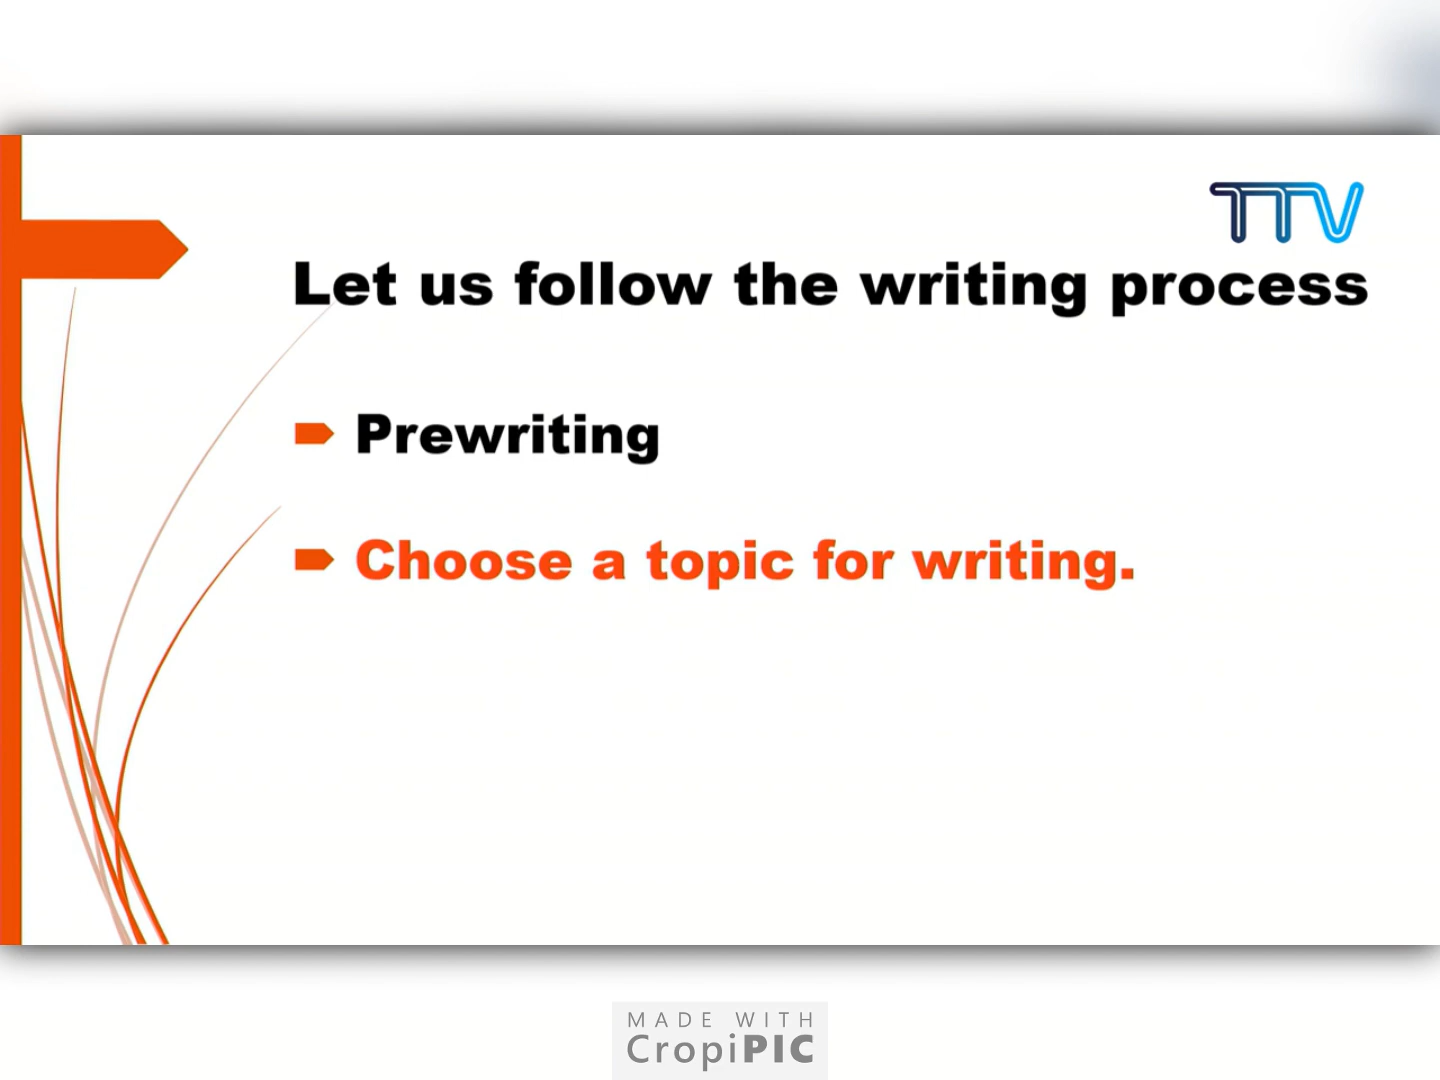 TTV
Let us follow the writing process
Prewriting
Choose a topic for writing.
MADE WITH
CropiPIC